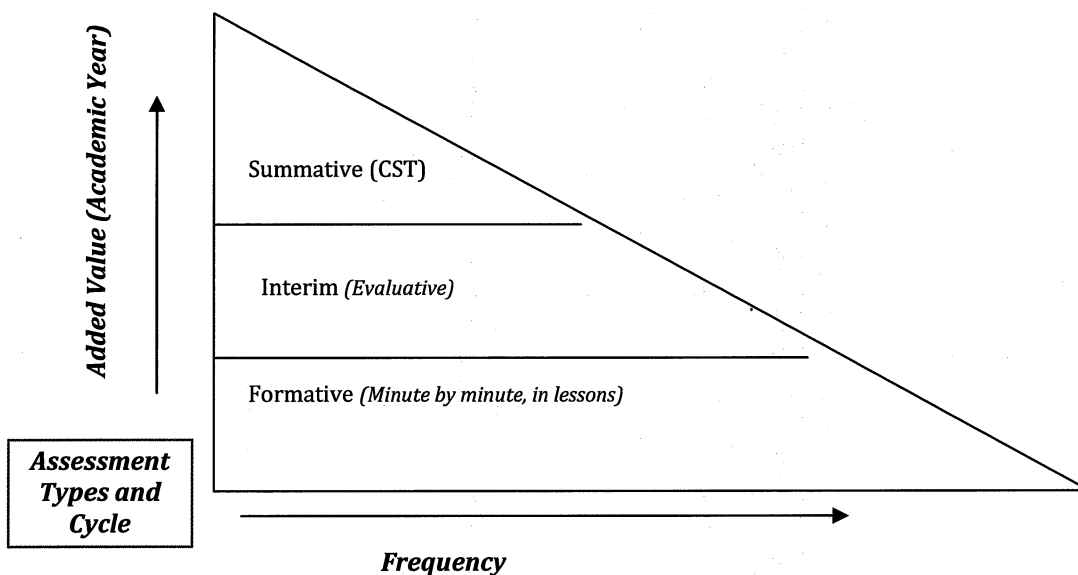 Added Value (Academic Year)
Summative (CST)
Interim (Evaluative)
Formative (Minute by minute, in lessons)
Assessment
Types and
Cycle
Frequency